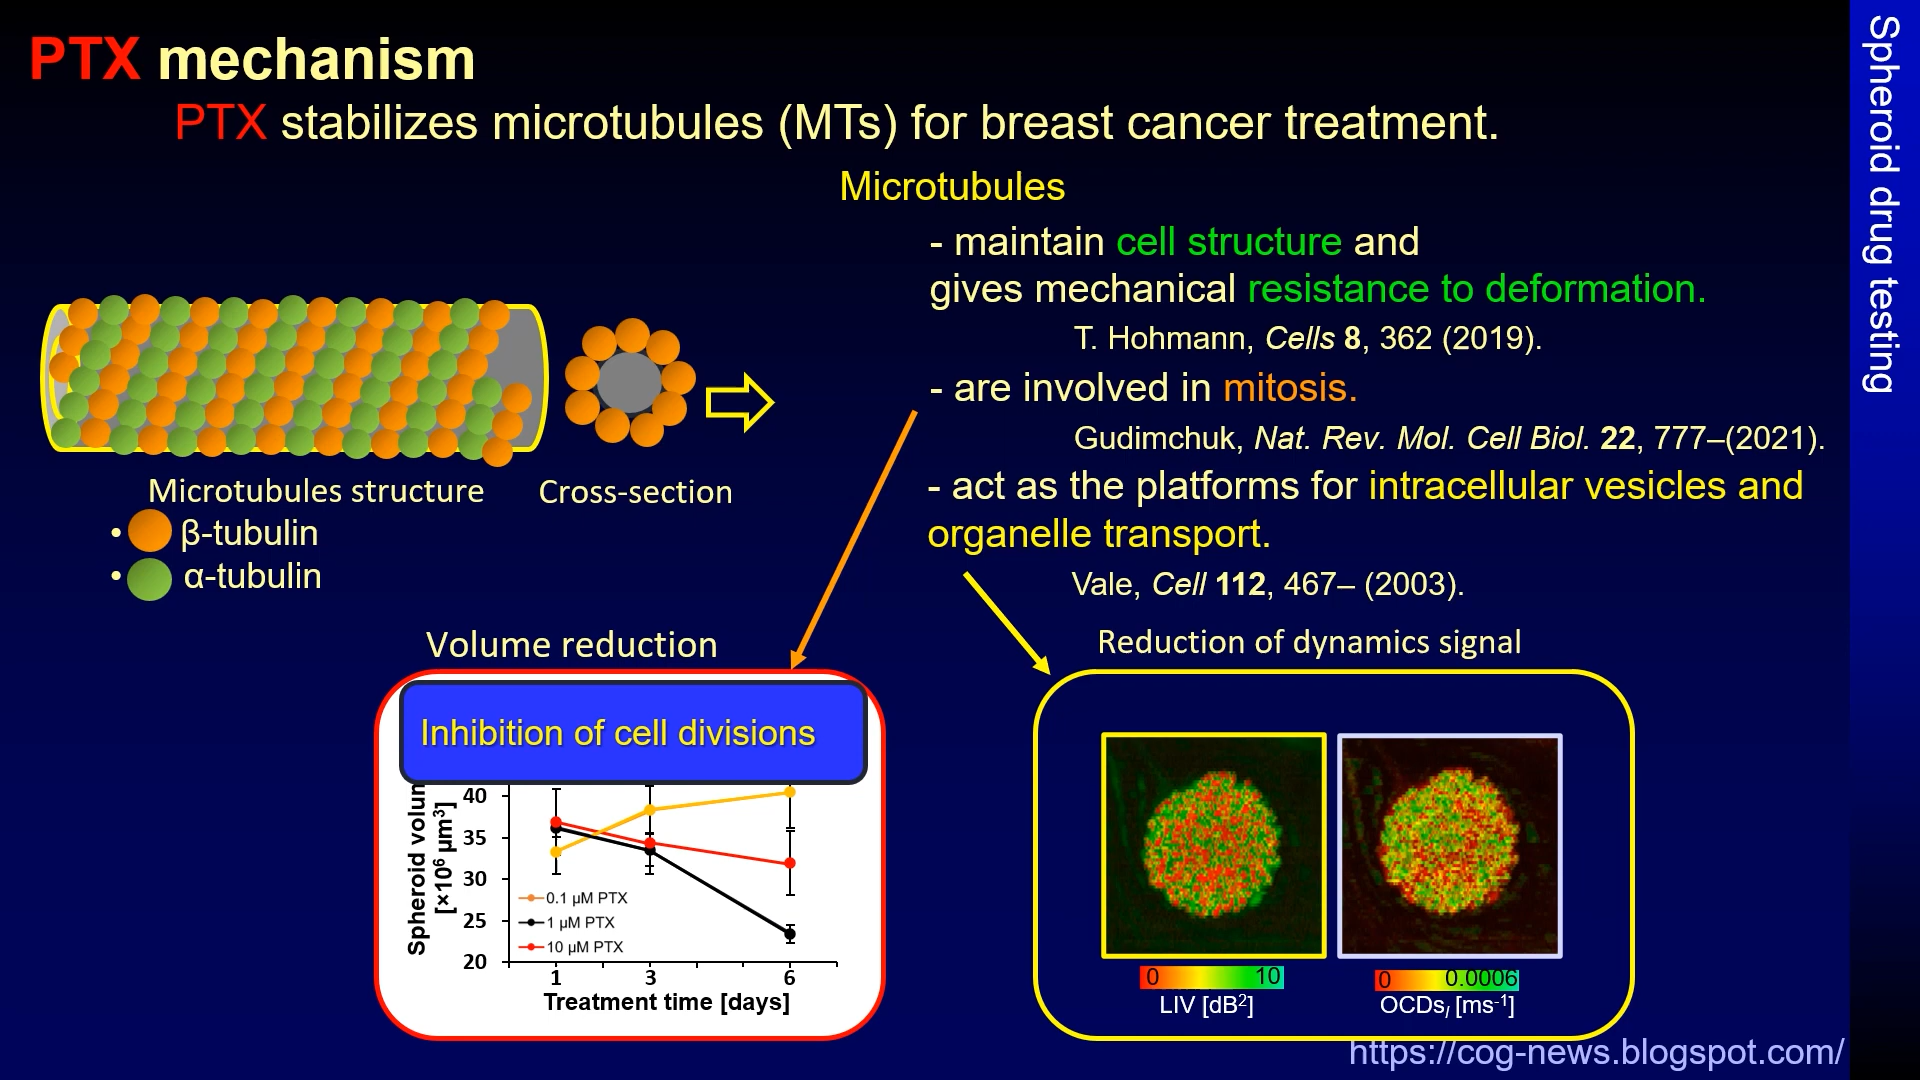 PTX mechanism
PTX stabilizes microtubules (MTs) for breast cancer treatment.
Microtubules
- maintain cell structure and
gives mechanical resistance to deformation.
T. Hohmann, Cells 8, 362 (2019).
- are involved in mitosis.
Gudimchuk, Nat. Rev. Mol. Cell Biol. 22, 777–(2021).
- act as the platforms for intracellular vesicles and
organelle transport.
Vale, Cell 112, 467– (2003).
Microtubules structure
Cross-section
• β-tubulin
• α-tubulin
Volume reduction
Inhibition of cell divisions
Spheroid volum
[×10⁶ µm³]
40
35
30
25
20
0.1 µM PTX
1 µM PTX
10 µM PTX
1 3 6
Treatment time [days]
Reduction of dynamics signal
0 10
LIV [dB²]
0 0.0006
OCDsₗ [ms⁻¹]
https://cog-news.blogspot.com/
Spheroid drug testing